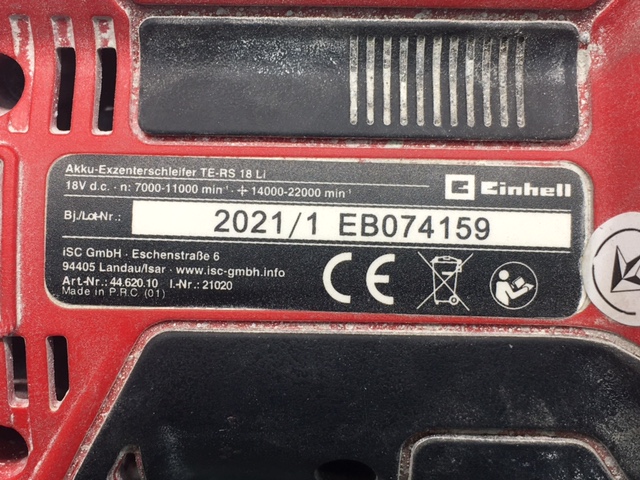 Akku-Exzenterschleifer TE-RS 18 Li
18V d.c. · n: 7000-11000 min⁻¹ · ∻ 14000-22000 min⁻¹
Einhell
Bj./Lot-Nr.: 2021/1 EB074159
iSC GmbH · Eschenstraße 6
94405 Landau/Isar · www.isc-gmbh.info
Art.-Nr.: 44.620.10 I.-Nr.: 21020
Made in P.R.C. (01)
CE